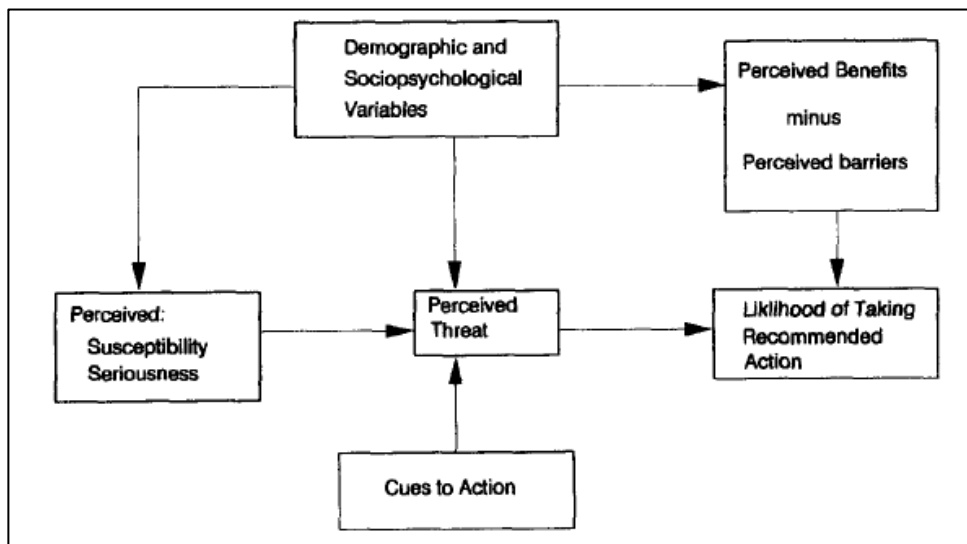 Demographic and
Sociopsychological
Variables
Perceived Benefits
minus
Perceived barriers
Perceived:
Susceptibility
Seriousness
Perceived
Threat
Liklihood of Taking
Recommended
Action
Cues to Action